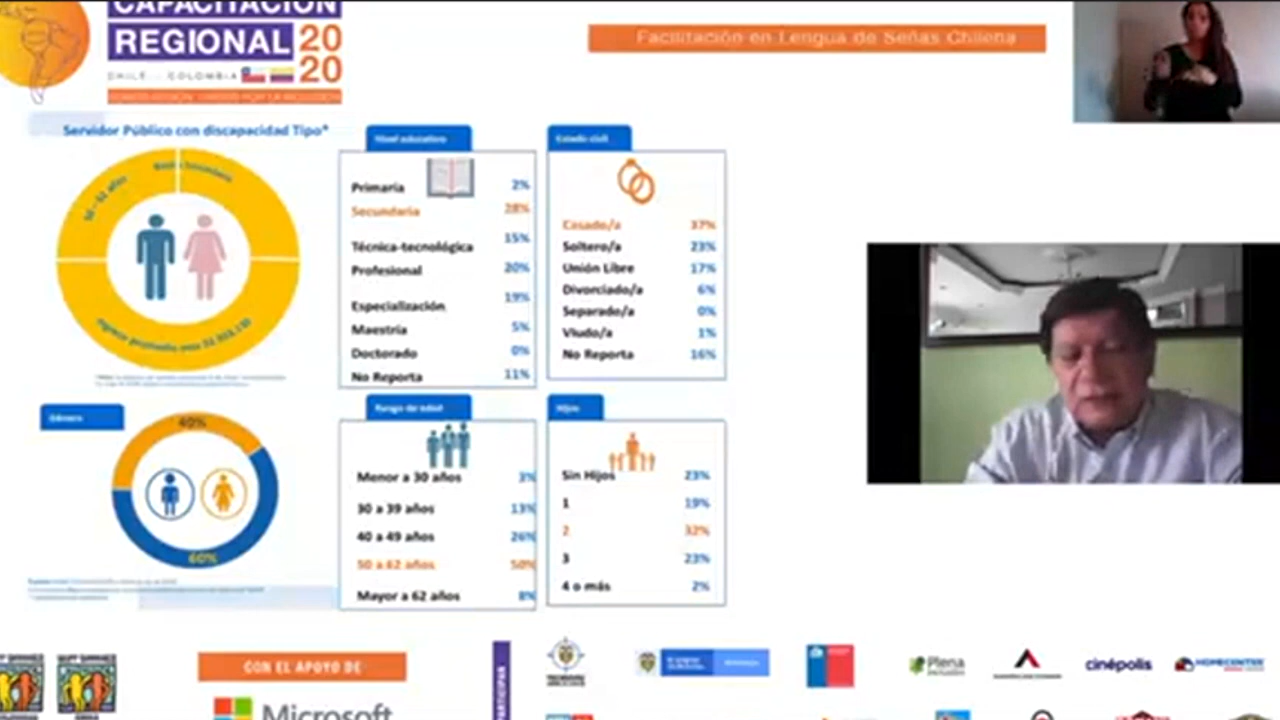 CAPACITACIÓN
REGIONAL 20
20
CHILE COLOMBIA
Facilitación en Lengua de Señas Chilena
Servidor Público con discapacidad Tipo*
50 - 62 años
Género
40%
60%
Nivel educativo
Primaria 2%
Secundaria 28%
Técnica-tecnológica 15%
Profesional 20%
Especialización 19%
Maestría 5%
Doctorado 0%
No Reporta 11%
Estado civil
Casado/a 37%
Soltero/a 23%
Unión Libre 17%
Divorciado/a 6%
Separado/a 0%
Viudo/a 1%
No Reporta 16%
Rango de edad
Menor a 30 años 3%
30 a 39 años 13%
40 a 49 años 26%
50 a 62 años 50%
Mayor a 62 años 8%
Hijos
Sin Hijos 23%
1 19%
2 32%
3 23%
4 o más 2%
CON EL APOYO DE
Microsoft
Plena
inclusión
cinépolis
HOMECENTER